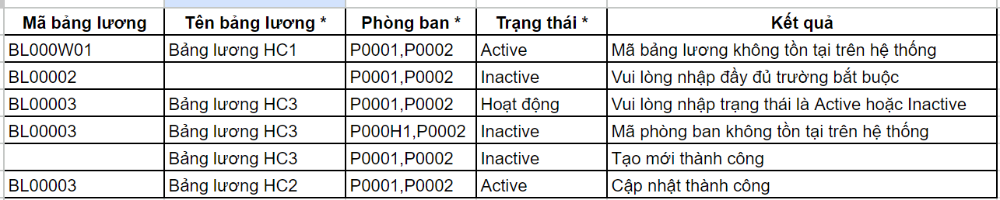 Mã bảng lương Tên bảng lương * Phòng ban * Trạng thái * Kết quả
BL000W01 Bảng lương HC1 P0001,P0002 Active Mã bảng lương không tồn tại trên hệ thống
BL00002 P0001,P0002 Inactive Vui lòng nhập đầy đủ trường bắt buộc
BL00003 Bảng lương HC3 P0001,P0002 Hoạt động Vui lòng nhập trạng thái là Active hoặc Inactive
BL00003 Bảng lương HC3 P000H1,P0002 Inactive Mã phòng ban không tồn tại trên hệ thống
Bảng lương HC3 P0001,P0002 Inactive Tạo mới thành công
BL00003 Bảng lương HC2 P0001,P0002 Active Cập nhật thành công